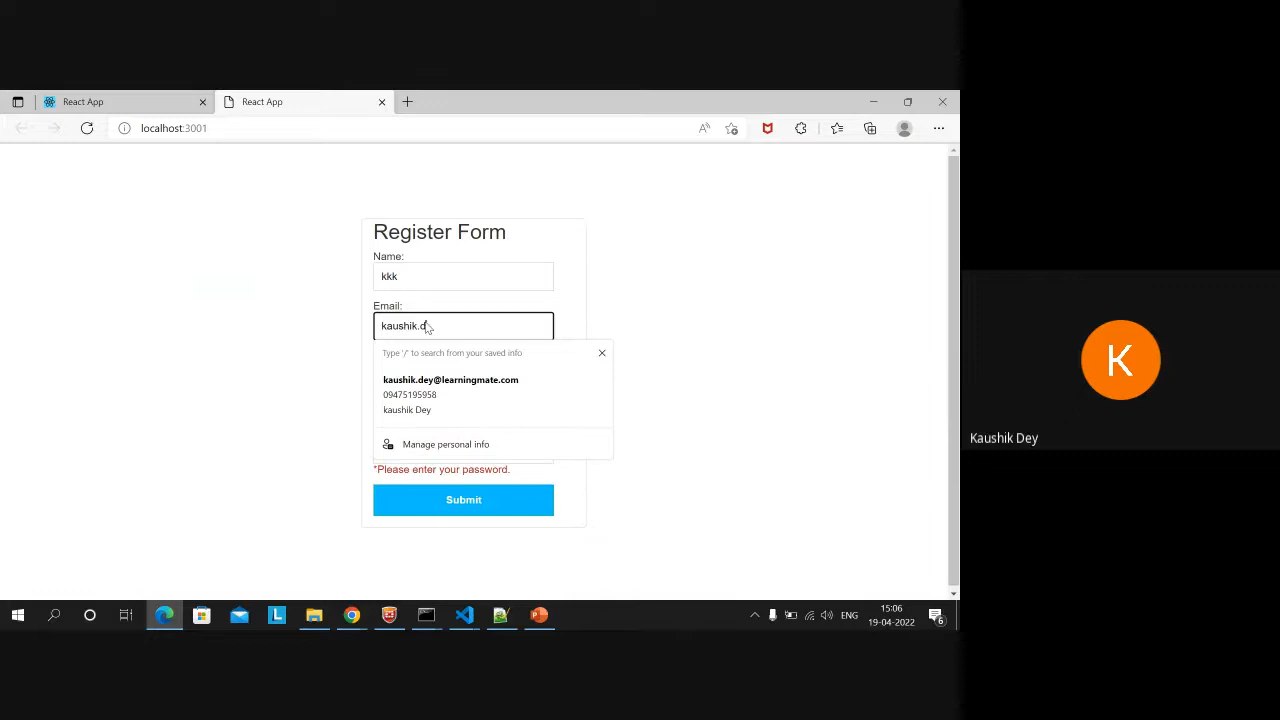 React App
React App
localhost:3001
Register Form
Name:
kkk
Email:
kaushik.d
Type '/' to search from your saved info
kaushik.dey@learningmate.com
09475195958
kaushik Dey
Manage personal info
*Please enter your password.
Submit
K
Kaushik Dey
ENG
15:06
19-04-2022
6